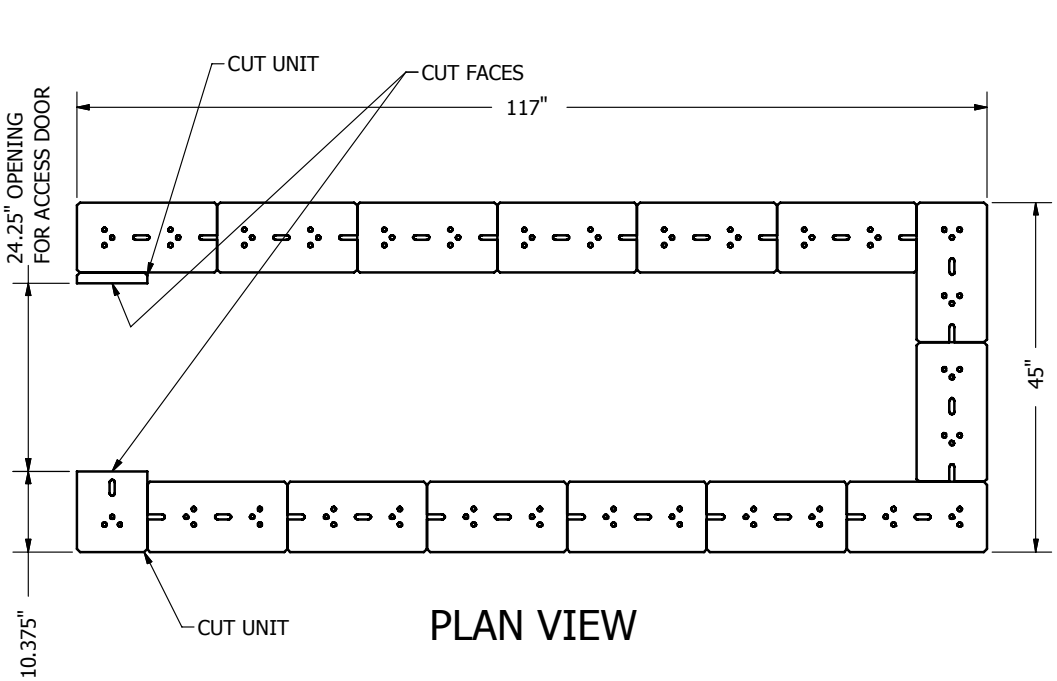 CUT UNIT
CUT FACES
117"
24.25" OPENING
FOR ACCESS DOOR
45"
10.375"
CUT UNIT
PLAN VIEW